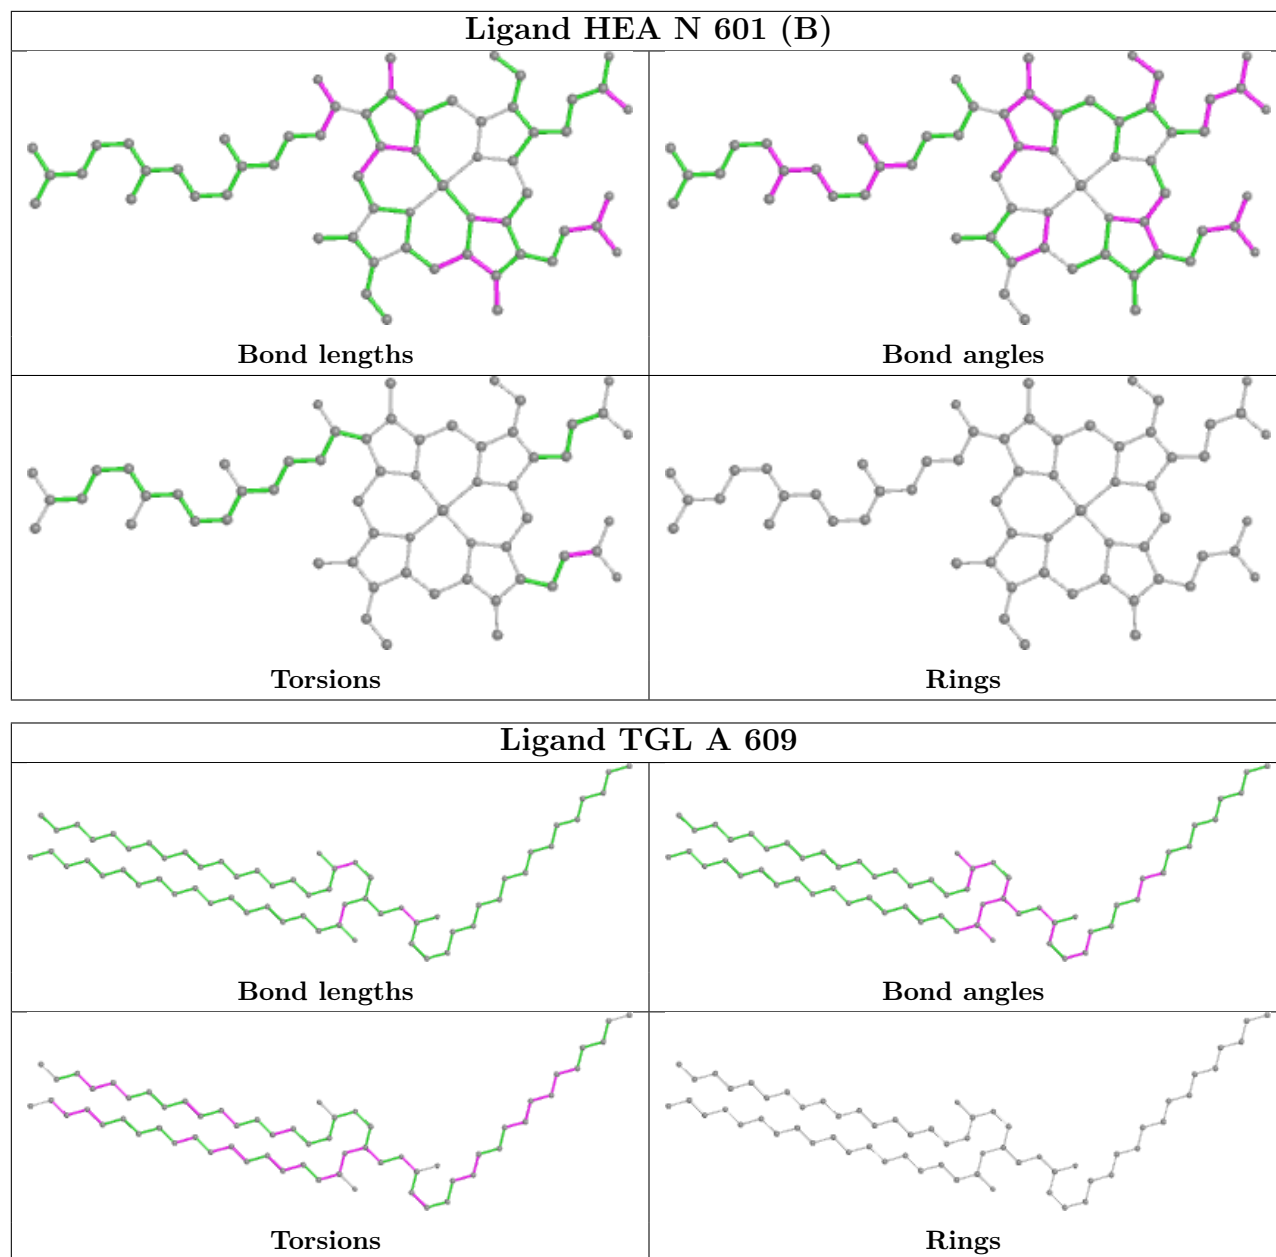 Ligand HEA N 601 (B)
Bond lengths
Bond angles
Torsions
Rings
Ligand TGL A 609
Bond lengths
Bond angles
Torsions
Rings